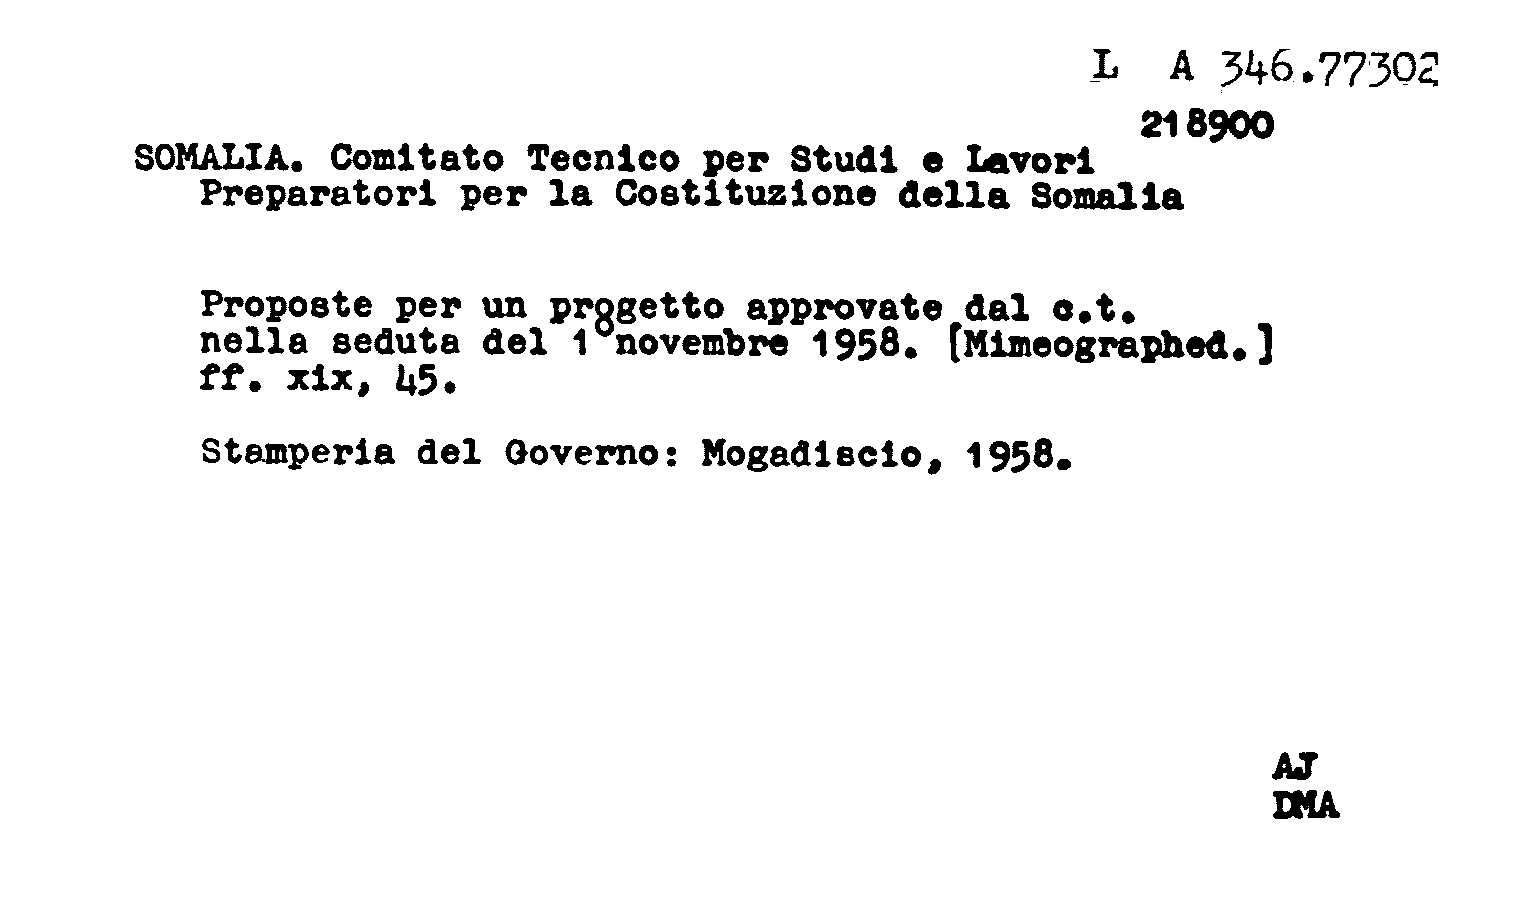 L A 346.77302
218900
SOMALIA. Comitato Tecnico per Studi e Lavori
Preparatori per la Costituzione della Somalia
Proposte per un progetto approvate dal c.t.
nella seduta del 1º novembre 1958. [Mimeographed.]
ff. xix, 45.
Stamperia del Governo: Mogadiscio, 1958.
AJ
DMA